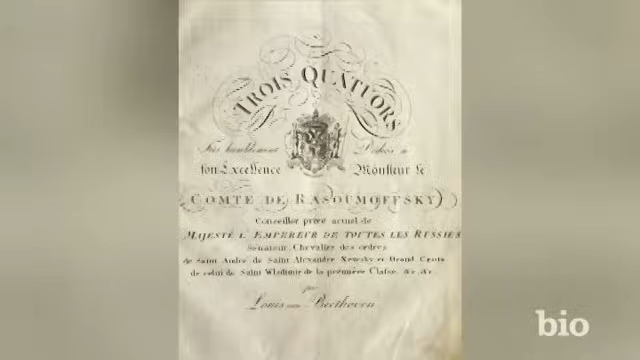 TROIS QUATUORS
Très humblement Dédiés à
son Excellence Monsieur le
COMTE DE RASOUMOFFSKY
Conseiller privé actuel de
MAJESTÉ L'EMPEREUR DE TOUTES LES RUSSIES
Senateur, Chevalier des ordres
de Saint André, de Saint Alexandre Newsky et Grand Croix
de celui de Saint Wladimir de la première Classe &c. &c.
par
Louis van Beethoven
bio